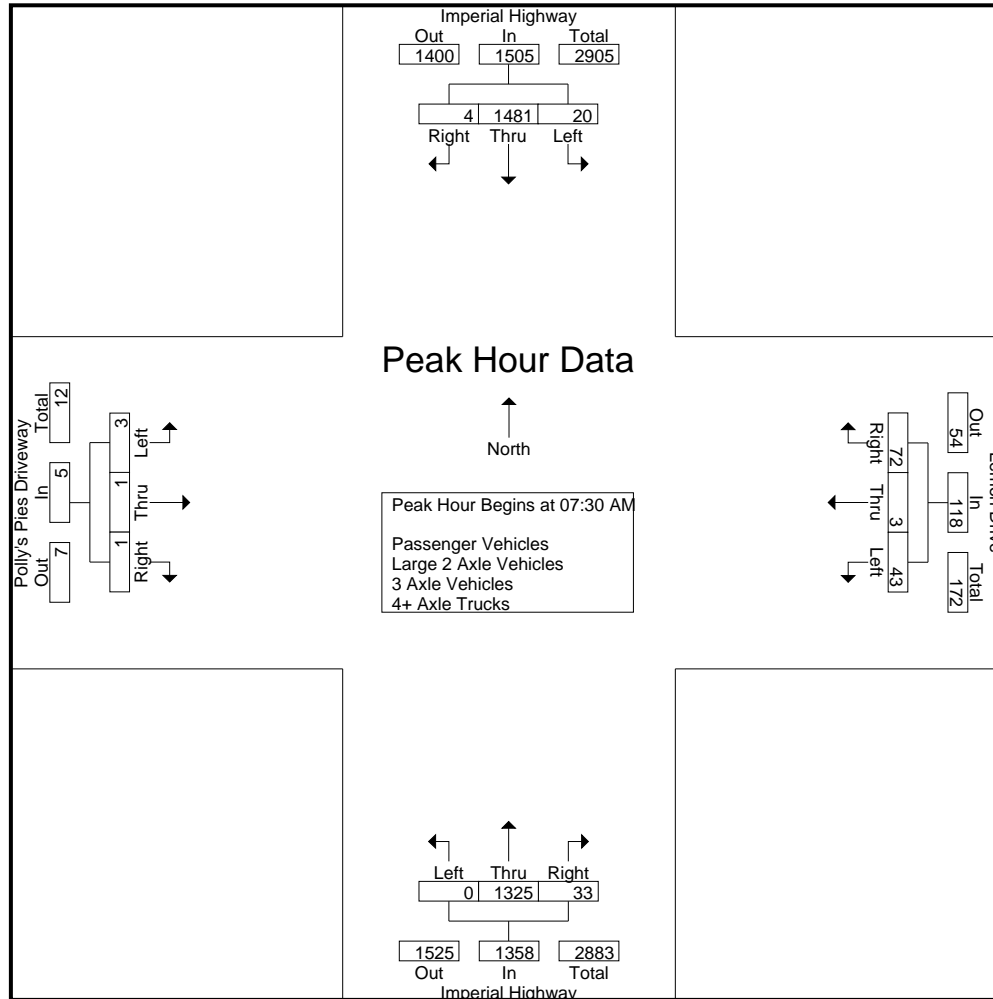 Imperial Highway
Out In Total
1400 1505 2905
4 1481 20
Right Thru Left
Peak Hour Data
North
Peak Hour Begins at 07:30 AM
Passenger Vehicles
Large 2 Axle Vehicles
3 Axle Vehicles
4+ Axle Trucks
Polly's Pies Driveway
Out In Total
7 5 12
3 1 1
Left Thru Right
Out In Total
54 118 172
72 3 43
Right Thru Left
Left Thru Right
0 1325 33
1525 1358 2883
Out In Total
Imperial Highway